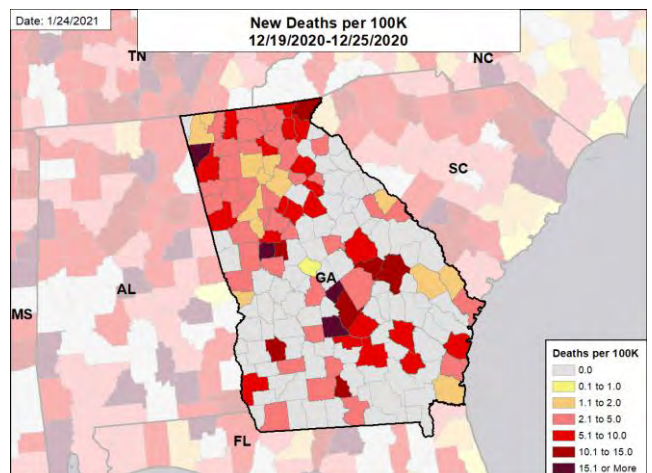 Date: 1/24/2021
New Deaths per 100K
12/19/2020-12/25/2020
TN
NC
SC
GA
AL
MS
FL
Deaths per 100K
0.0
0.1 to 1.0
1.1 to 2.0
2.1 to 5.0
5.1 to 10.0
10.1 to 15.0
15.1 or More